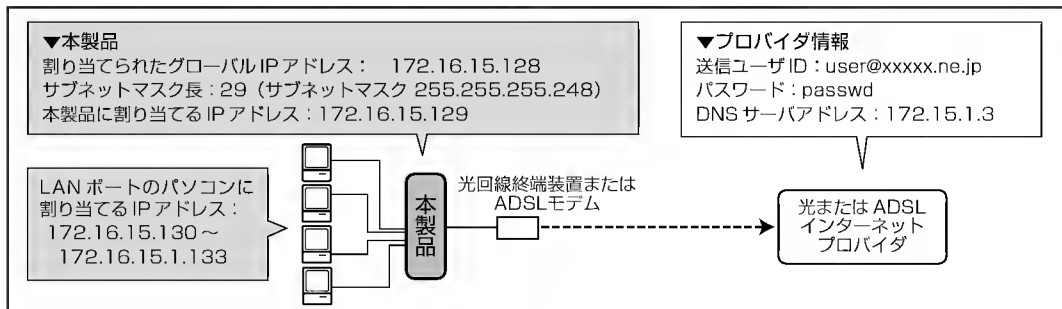 ▼本製品
割り当てられたグローバルIPアドレス： 172.16.15.128
サブネットマスク長：29（サブネットマスク 255.255.255.248）
本製品に割り当てるIPアドレス：172.16.15.129
▼プロバイダ情報
送信ユーザID：user@xxxxx.ne.jp
パスワード：passwd
DNSサーバアドレス：172.15.1.3
LANポートのパソコンに
割り当てるIPアドレス：
172.16.15.130～
172.16.15.1.133
本製品
光回線終端装置または
ADSLモデム
光または ADSL
インターネット
プロバイダ